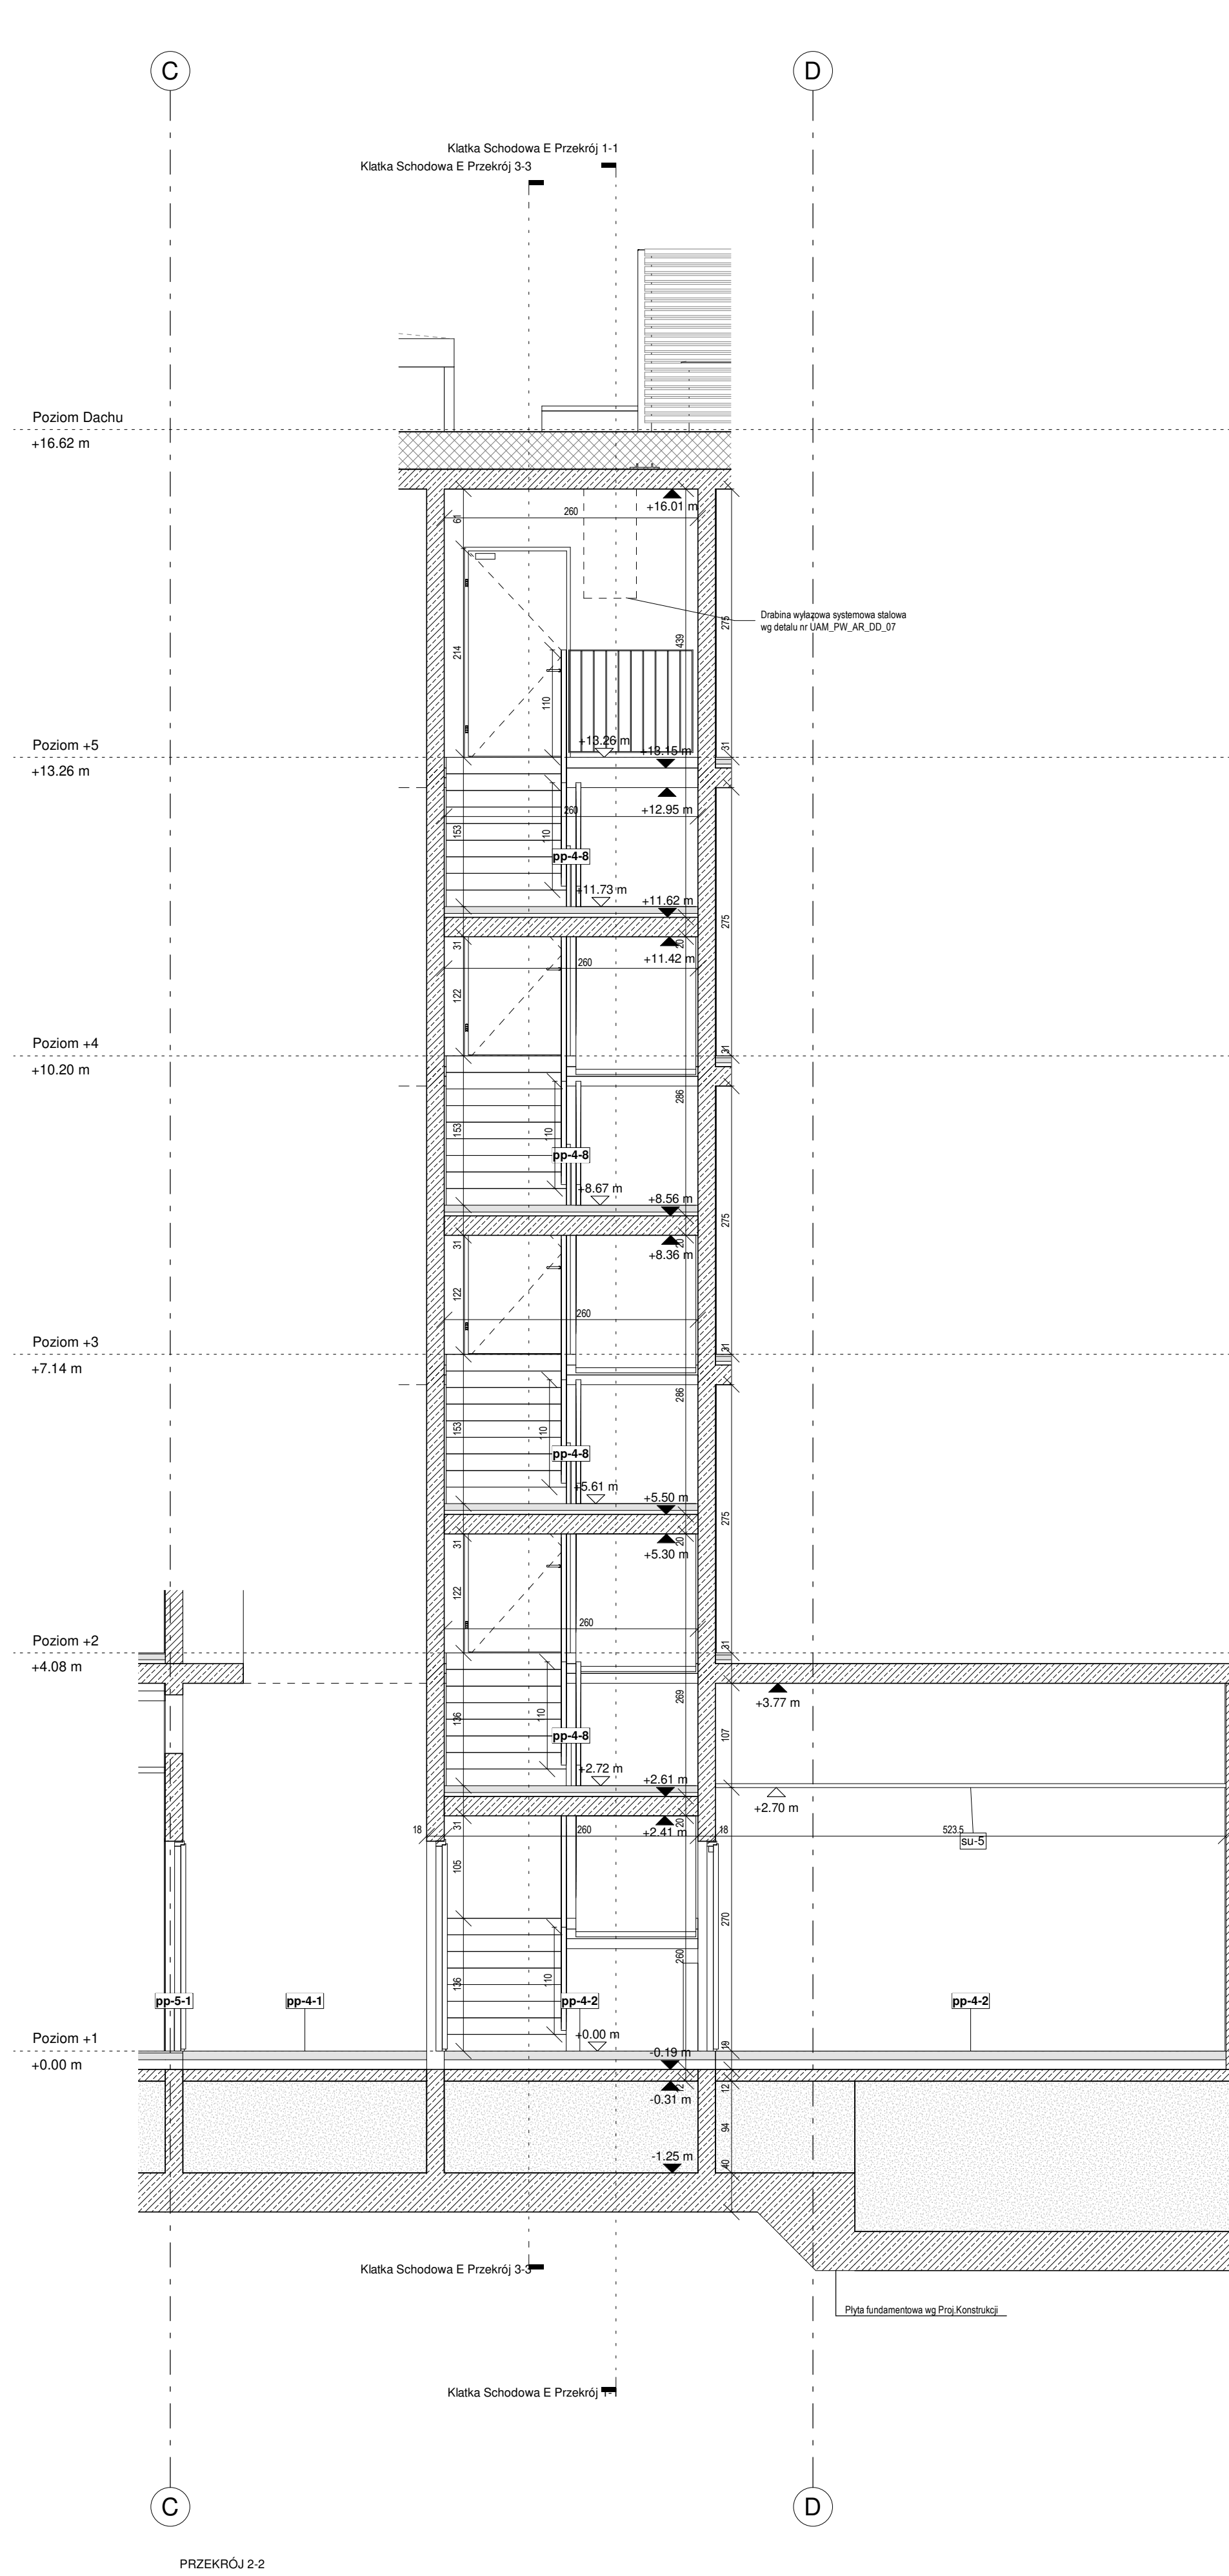 C
D
Klatka Schodowa E Przekrój 1-1
Klatka Schodowa E Przekrój 3-3
Poziom Dachu
+16.62 m
+16.01 m
260
61
Drabina wyłazowa systemowa stalowa
wg detalu nr UAM_PW_AR_DD_07
275
439
214
110
+13.26 m
+13.15 m
31
Poziom +5
+13.26 m
260
+12.95 m
153
110
pp-4-8
+11.73 m
+11.62 m
275
31
20
+11.42 m
260
122
Poziom +4
+10.20 m
31
286
153
110
pp-4-8
+8.67 m
+8.56 m
275
31
20
+8.36 m
122
260
Poziom +3
+7.14 m
31
286
153
110
pp-4-8
+5.61 m
+5.50 m
275
31
20
+5.30 m
122
260
Poziom +2
+4.08 m
31
269
+3.77 m
136
110
107
pp-4-8
+2.72 m
+2.61 m
+2.70 m
18
31
260
20
+2.41 m
18
523.5
su-5
105
270
260
136
110
pp-5-1
pp-4-1
pp-4-2
pp-4-2
Poziom +1
+0.00 m
+0.00 m
-0.19 m
19
12
-0.31 m
12
94
-1.25 m
40
Klatka Schodowa E Przekrój 3-3
Płyta fundamentowa wg Proj.Konstrukcji
Klatka Schodowa E Przekrój 1-1
C
D
PRZEKRÓJ 2-2